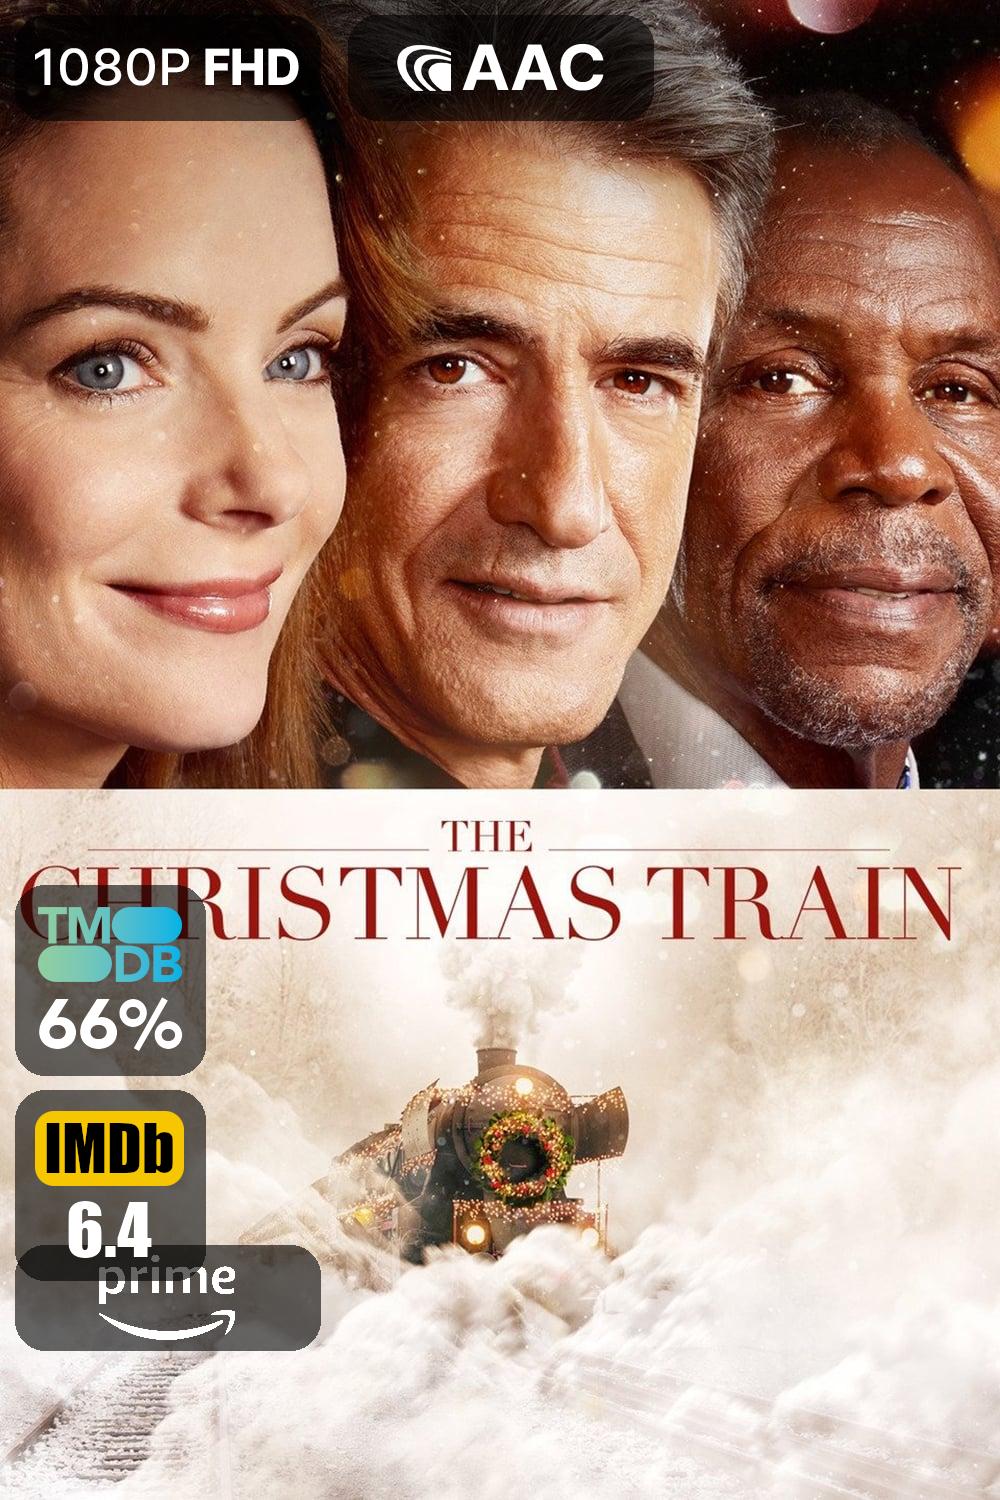 1080P FHD
AAC
THE
CHRISTMAS TRAIN
TMDB
66%
IMDb
6.4
prime